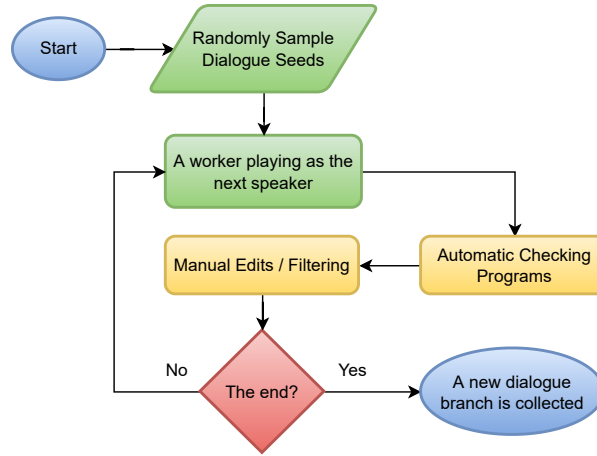 Start
Randomly Sample
Dialogue Seeds
A worker playing as the
next speaker
Manual Edits / Filtering
Automatic Checking
Programs
No
The end?
Yes
A new dialogue
branch is collected